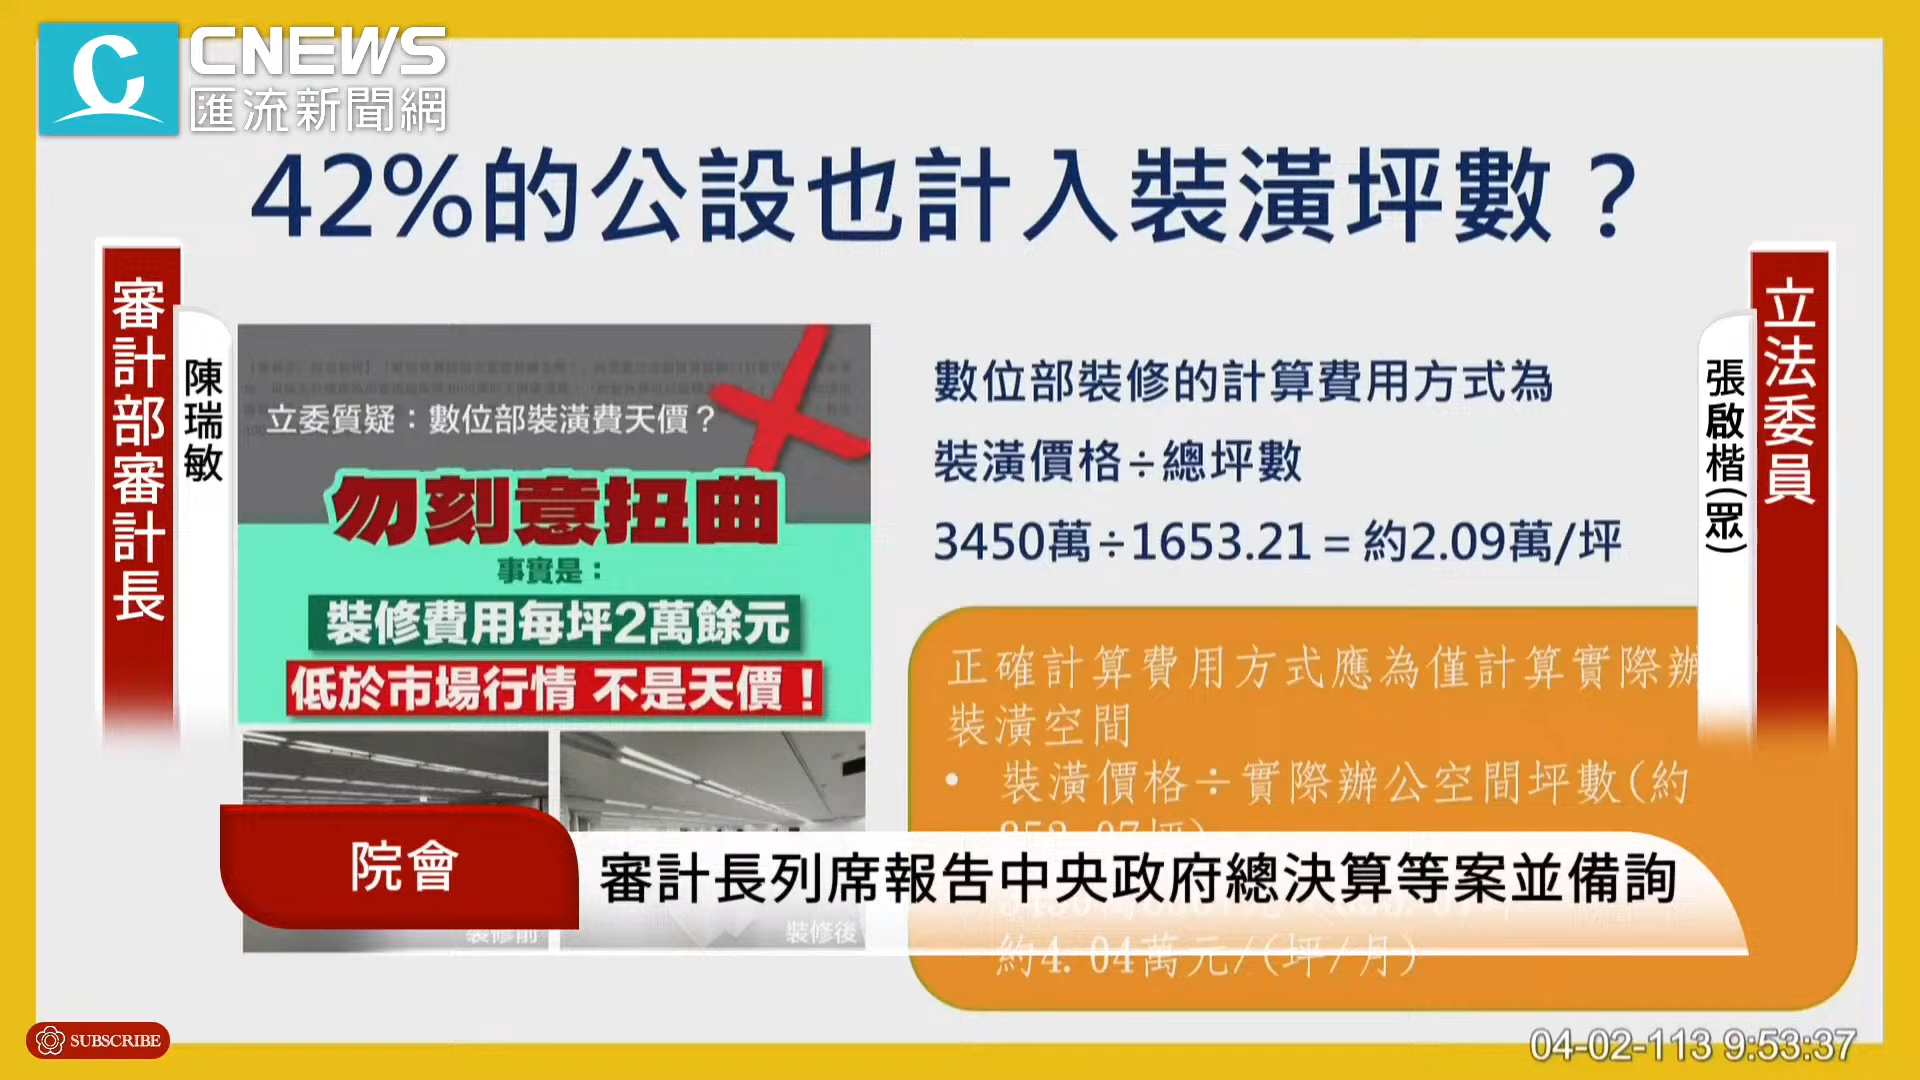 CNEWS
匯流新聞網
42%的公設也計入裝潢坪數？
審計部審計長
陳瑞敏
立法委員
張啟楷(眾)
立委質疑：數位部裝潢費天價？
勿刻意扭曲
事實是：
裝修費用每坪2萬餘元
低於市場行情 不是天價！
裝修前
裝修後
數位部裝修的計算費用方式為
裝潢價格÷總坪數
3450萬÷1653.21＝約2.09萬/坪
正確計算費用方式應為僅計算實際辦
裝潢空間
• 裝潢價格÷實際辦公空間坪數(約
約4.04萬元/(坪/月)
院會
審計長列席報告中央政府總決算等案並備詢
SUBSCRIBE
04-02-113 9:53:37